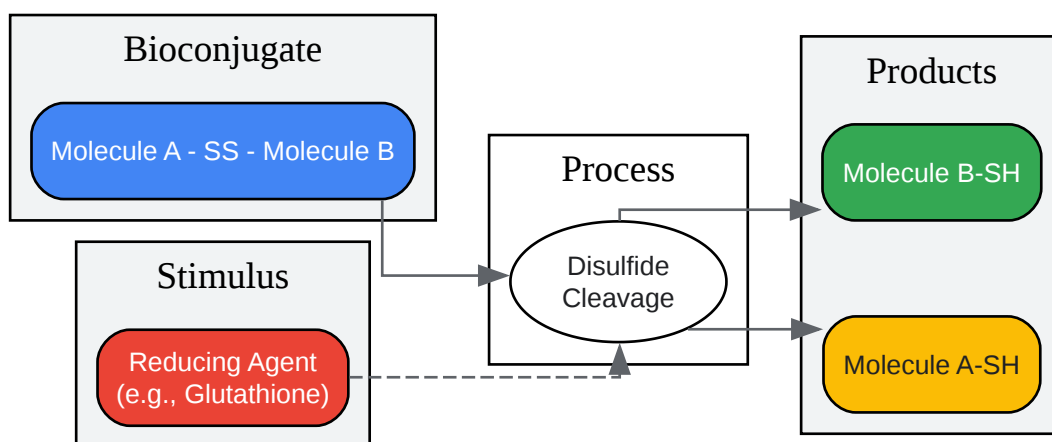 Bioconjugate
Molecule A - SS - Molecule B
Stimulus
Reducing Agent
(e.g., Glutathione)
Process
Disulfide
Cleavage
Products
Molecule B-SH
Molecule A-SH